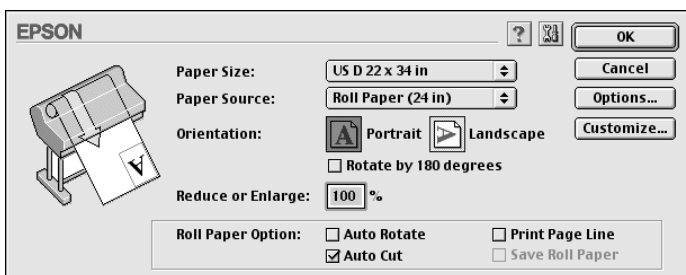 EPSON
?
OK
Paper Size: US D 22 x 34 in Cancel
Paper Source: Roll Paper (24 in) Options...
Orientation: A Portrait A Landscape Customize...
Rotate by 180 degrees
A
Reduce or Enlarge: 100 %
Roll Paper Option: Auto Rotate Print Page Line
Auto Cut Save Roll Paper